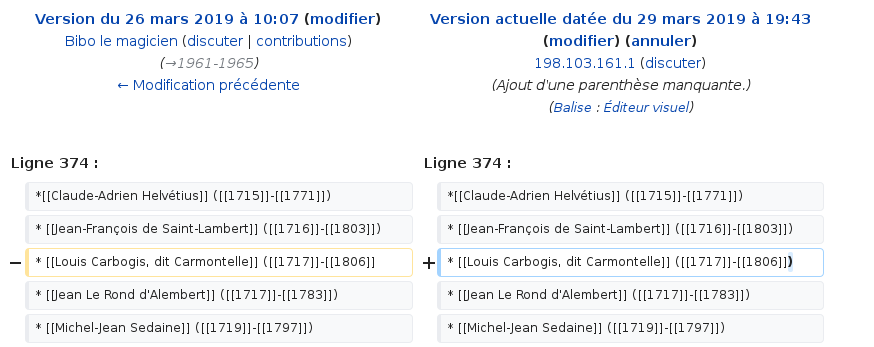 Version du 26 mars 2019 à 10:07 (modifier)
Bibo le magicien (discuter | contributions)
(→1961-1965)
← Modification précédente
Version actuelle datée du 29 mars 2019 à 19:43
(modifier) (annuler)
198.103.161.1 (discuter)
(Ajout d'une parenthèse manquante.)
(Balise : Éditeur visuel)
Ligne 374 :
*[[Claude-Adrien Helvétius]] ([[1715]]-[[1771]])
* [[Jean-François de Saint-Lambert]] ([[1716]]-[[1803]])
− * [[Louis Carbogis, dit Carmontelle]] ([[1717]]-[[1806]]
* [[Jean Le Rond d'Alembert]] ([[1717]]-[[1783]])
* [[Michel-Jean Sedaine]] ([[1719]]-[[1797]])
Ligne 374 :
*[[Claude-Adrien Helvétius]] ([[1715]]-[[1771]])
* [[Jean-François de Saint-Lambert]] ([[1716]]-[[1803]])
+ * [[Louis Carbogis, dit Carmontelle]] ([[1717]]-[[1806]])
* [[Jean Le Rond d'Alembert]] ([[1717]]-[[1783]])
* [[Michel-Jean Sedaine]] ([[1719]]-[[1797]])